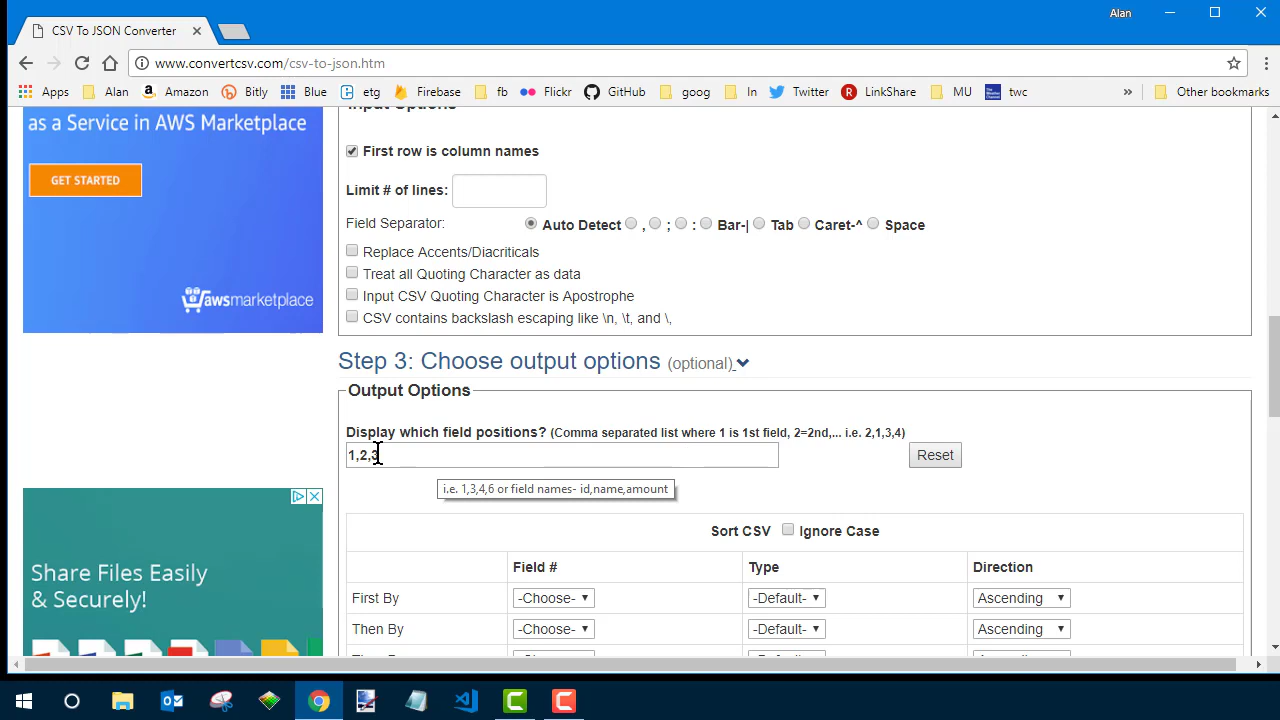 Alan
CSV To JSON Converter
www.convertcsv.com/csv-to-json.htm
Apps Alan Amazon Bitly Blue etg Firebase fb Flickr GitHub goog In Twitter LinkShare MU twc » Other bookmarks
Input Options
as a Service in AWS Marketplace
GET STARTED
awsmarketplace
First row is column names
Limit # of lines:
Field Separator: Auto Detect , ; : Bar-| Tab Caret-^ Space
Replace Accents/Diacriticals
Treat all Quoting Character as data
Input CSV Quoting Character is Apostrophe
CSV contains backslash escaping like \n, \t, and \,
Step 3: Choose output options (optional)
Output Options
Display which field positions? (Comma separated list where 1 is 1st field, 2=2nd,... i.e. 2,1,3,4)
1,2,3
Reset
i.e. 1,3,4,6 or field names- id,name,amount
Sort CSV Ignore Case
Field # Type Direction
First By -Choose- -Default- Ascending
Then By -Choose- -Default- Ascending
Share Files Easily
& Securely!